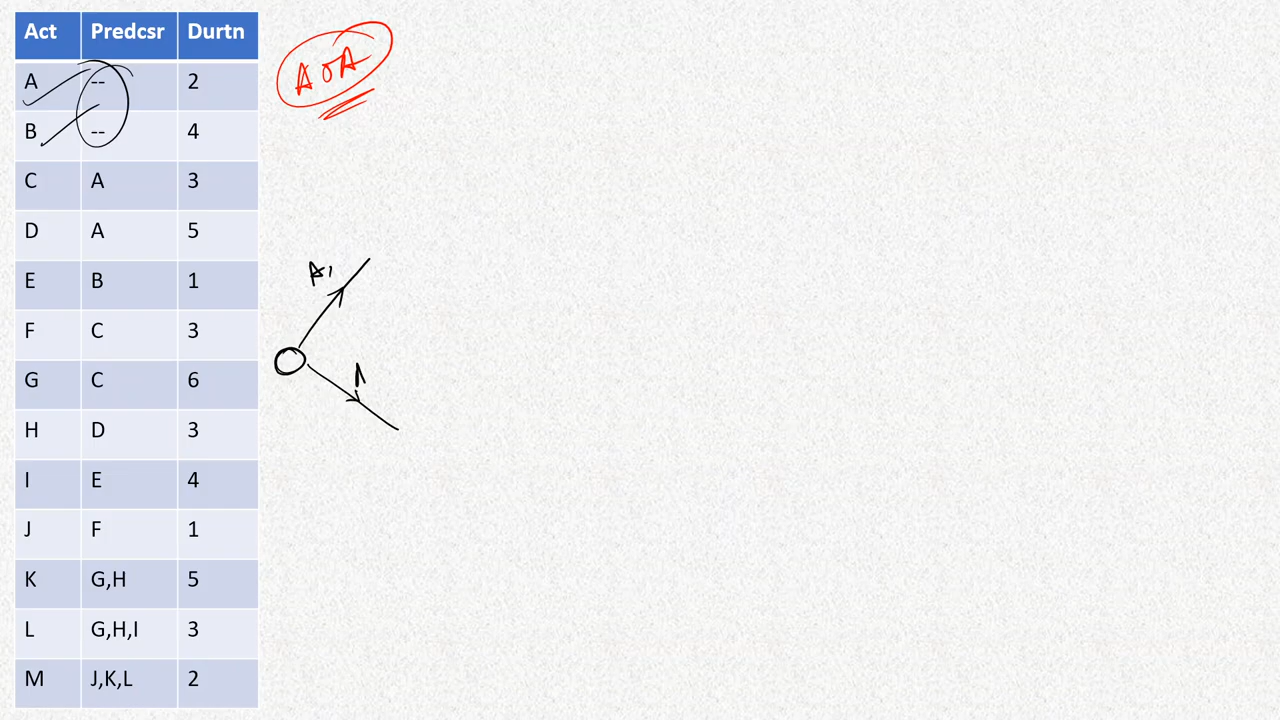 Act Predcsr Durtn
A -- 2
B -- 4
C A 3
D A 5
E B 1
F C 3
G C 6
H D 3
I E 4
J F 1
K G,H 5
L G,H,I 3
M J,K,L 2
AOA
A